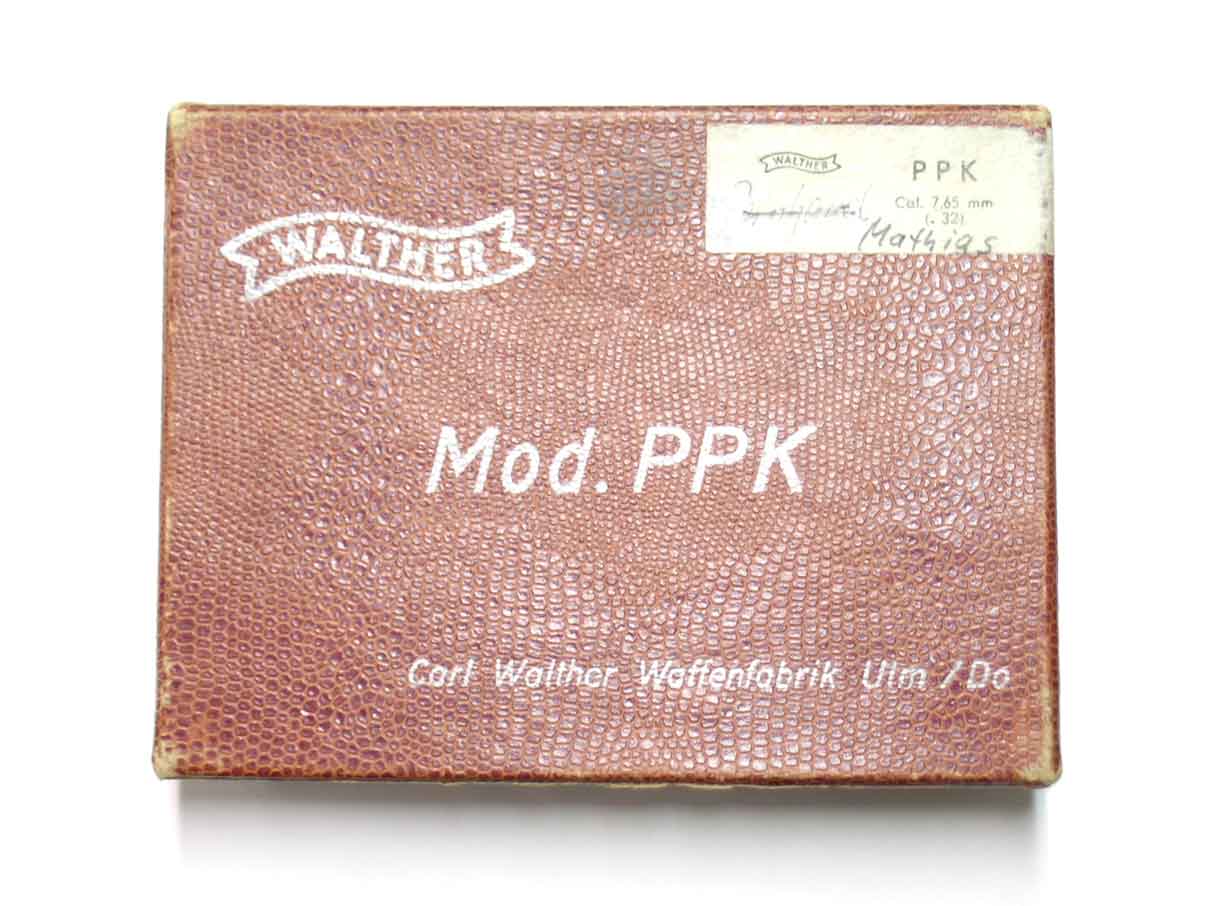 WALTHER
PPK
Cal. 7,65 mm
(. 32)
Mathias
WALTHER
Mod. PPK
Carl Walther Waffenfabrik Ulm / Do